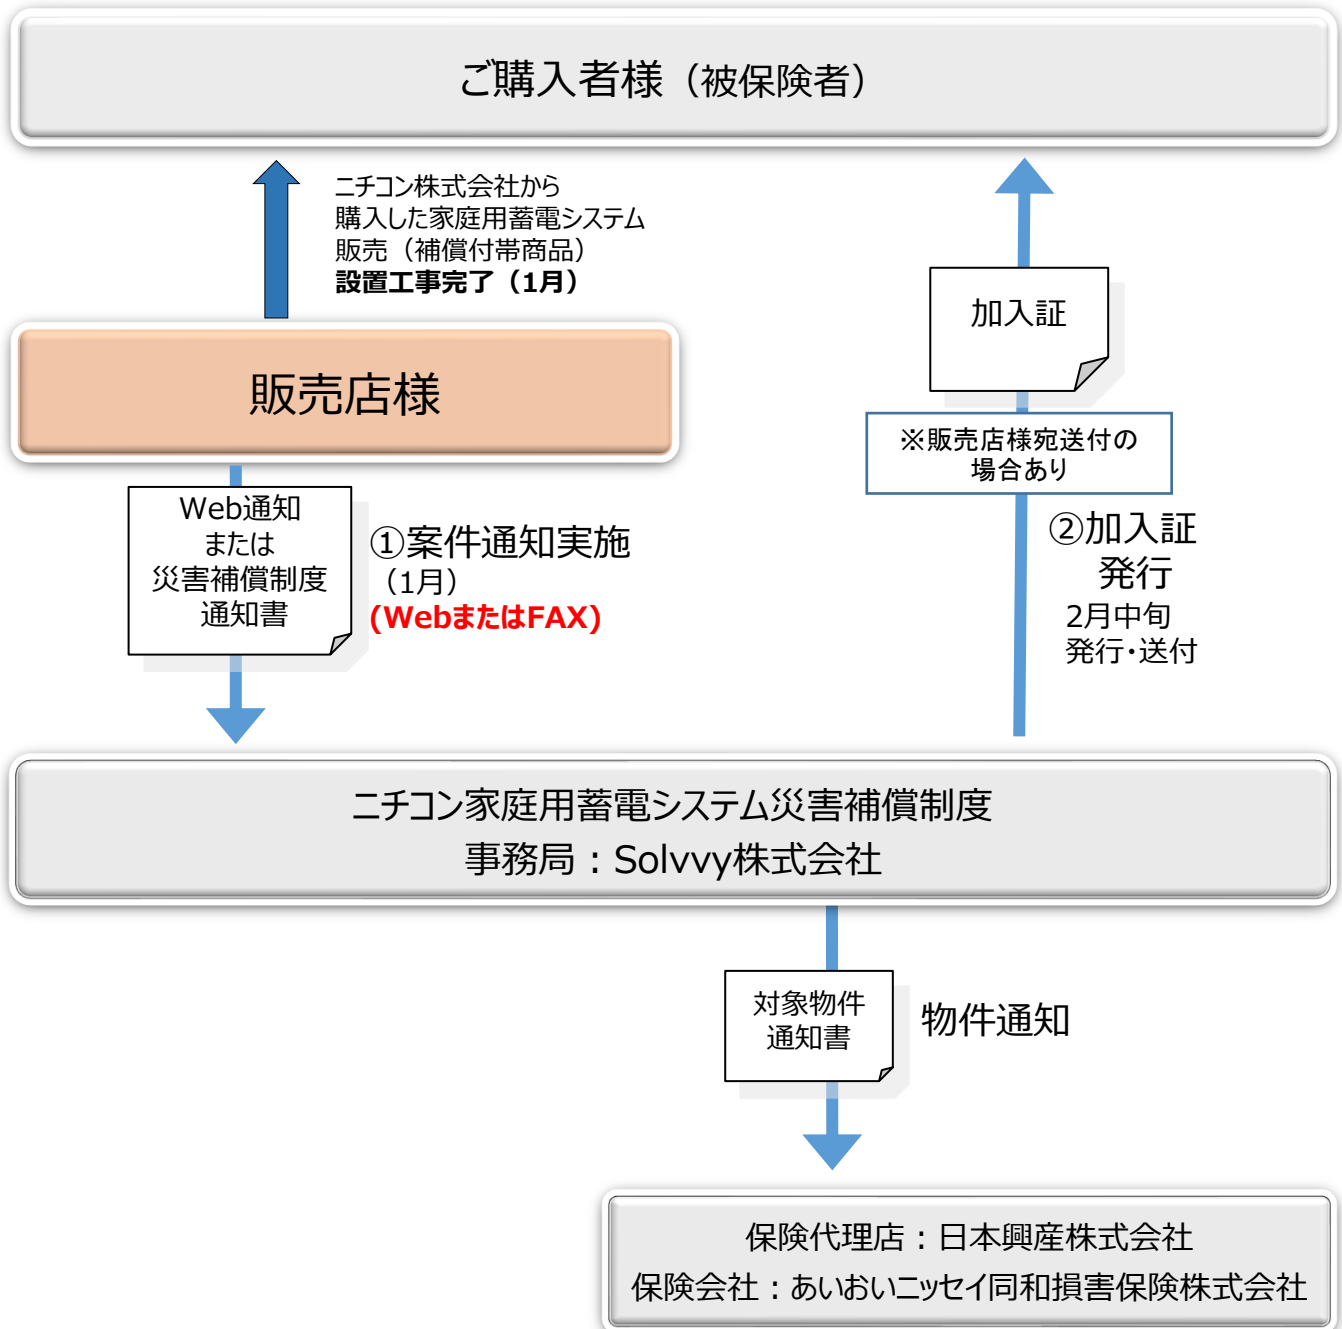 ご購入者様（被保険者）
ニチコン株式会社から
購入した家庭用蓄電システム
販売（補償付帯商品）
設置工事完了（1月）
加入証
販売店様
※販売店様宛送付の
場合あり
Web通知
または
災害補償制度
通知書
①案件通知実施
（1月）
(WebまたはFAX)
②加入証
発行
2月中旬
発行・送付
ニチコン家庭用蓄電システム災害補償制度
事務局：Solvvy株式会社
対象物件
通知書
物件通知
保険代理店：日本興産株式会社
保険会社：あいおいニッセイ同和損害保険株式会社